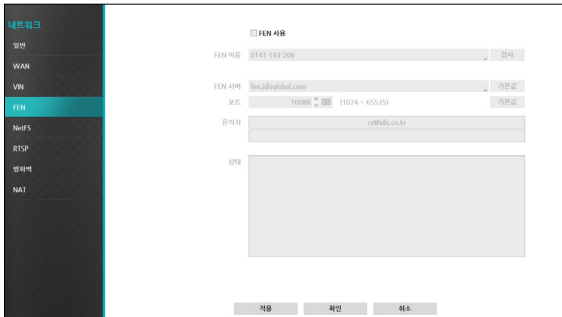 네트워크
일반
WAN
VIN
FEN
NetFS
RTSP
방화벽
NAT
FEN 사용
FEN 이름 0141-143-206 검사
FEN 서버 fen.idisglobal.com 기본값
포트 10088 (1024 ~ 65535) 기본값
문의처 cs@idis.co.kr
상태
적용 확인 취소